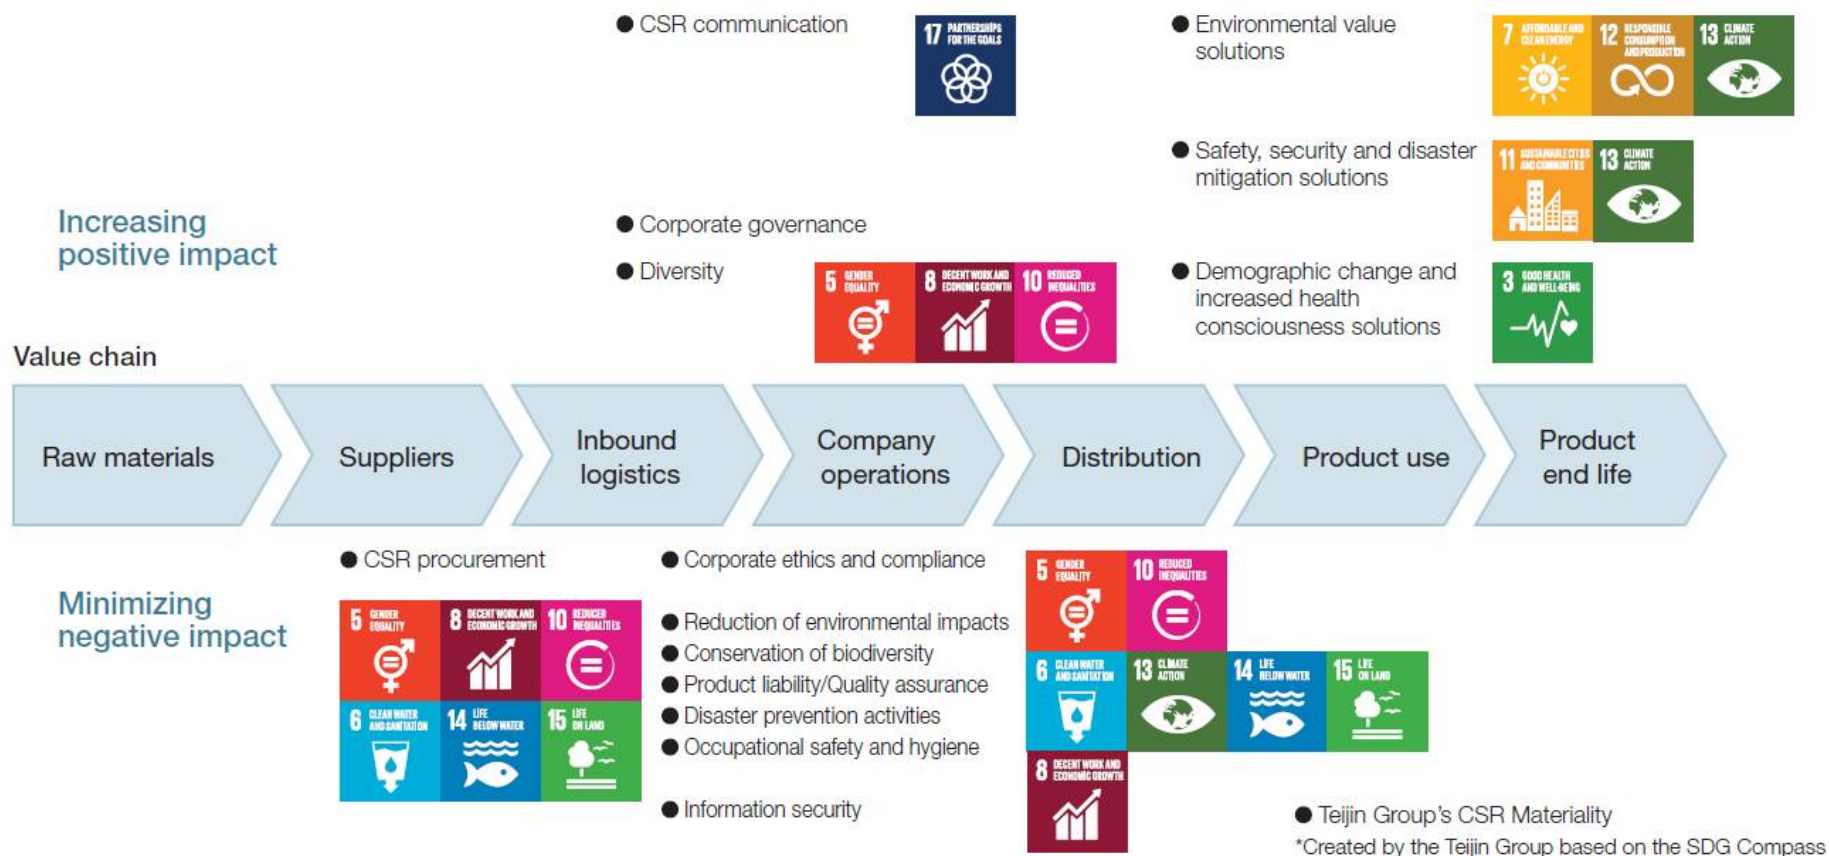 ● CSR communication
17 PARTNERSHIPS
FOR THE GOALS
● Environmental value
solutions
7 AFFORDABLE AND
CLEAN ENERGY
12 RESPONSIBLE
CONSUMPTION
AND PRODUCTION
13 CLIMATE
ACTION
● Safety, security and disaster
mitigation solutions
11 SUSTAINABLE CITIES
AND COMMUNITIES
13 CLIMATE
ACTION
Increasing
positive impact
● Corporate governance
● Diversity
5 GENDER
EQUALITY
8 DECENT WORK AND
ECONOMIC GROWTH
10 REDUCED
INEQUALITIES
● Demographic change and
increased health
consciousness solutions
3 GOOD HEALTH
AND WELL-BEING
Value chain
Raw materials
Suppliers
Inbound
logistics
Company
operations
Distribution
Product use
Product
end life
Minimizing
negative impact
● CSR procurement
5 GENDER
EQUALITY
8 DECENT WORK AND
ECONOMIC GROWTH
10 REDUCED
INEQUALITIES
6 CLEAN WATER
AND SANITATION
14 LIFE
BELOW WATER
15 LIFE
ON LAND
● Corporate ethics and compliance
● Reduction of environmental impacts
● Conservation of biodiversity
● Product liability/Quality assurance
● Disaster prevention activities
● Occupational safety and hygiene
● Information security
5 GENDER
EQUALITY
10 REDUCED
INEQUALITIES
6 CLEAN WATER
AND SANITATION
13 CLIMATE
ACTION
14 LIFE
BELOW WATER
15 LIFE
ON LAND
8 DECENT WORK AND
ECONOMIC GROWTH
● Teijin Group's CSR Materiality
*Created by the Teijin Group based on the SDG Compass